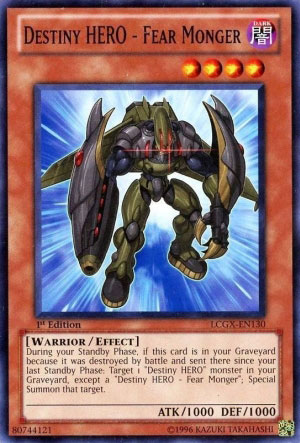 DESTINY HERO - FEAR MONGER
DARK
闇
1st Edition
LCGX-EN130
[WARRIOR / EFFECT]
During your Standby Phase, if this card is in your Graveyard
because it was destroyed by battle and sent there since your
last Standby Phase: Target 1 "Destiny HERO" monster in
your Graveyard, except a "Destiny HERO - Fear Monger"; Special
Summon that target.
ATK/1000 DEF/1000
80744121
©1996 KAZUKI TAKAHASHI